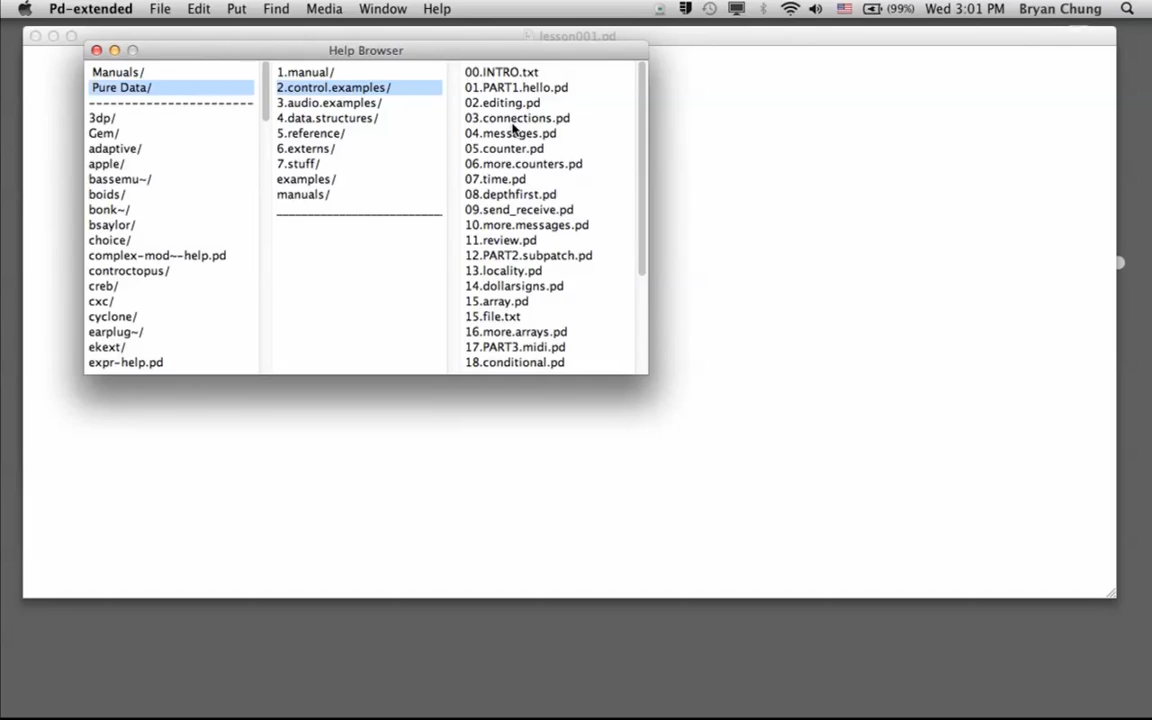 Pd-extended File Edit Put Find Media Window Help (99%) Wed 3:01 PM Bryan Chung
lesson001.pd
Help Browser
Manuals/
Pure Data/
-----------------------
3dp/
Gem/
adaptive/
apple/
bassemu~/
boids/
bonk~/
bsaylor/
choice/
complex-mod~-help.pd
controctopus/
creb/
cxc/
cyclone/
earplug~/
ekext/
expr-help.pd
1.manual/
2.control.examples/
3.audio.examples/
4.data.structures/
5.reference/
6.externs/
7.stuff/
examples/
manuals/
_______________________
00.INTRO.txt
01.PART1.hello.pd
02.editing.pd
03.connections.pd
04.messages.pd
05.counter.pd
06.more.counters.pd
07.time.pd
08.depthfirst.pd
09.send_receive.pd
10.more.messages.pd
11.review.pd
12.PART2.subpatch.pd
13.locality.pd
14.dollarsigns.pd
15.array.pd
15.file.txt
16.more.arrays.pd
17.PART3.midi.pd
18.conditional.pd